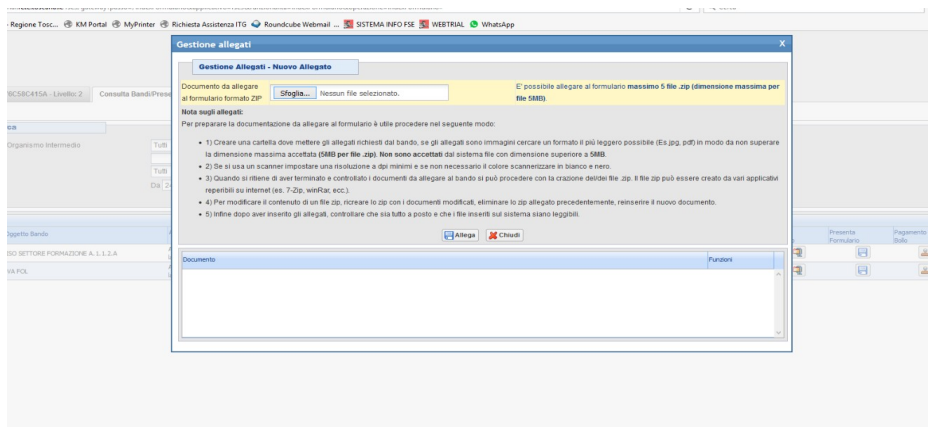 Regione Tosc... KM Portal MyPrinter Richiesta Assistenza ITG Roundcube Webmail ... SISTEMA INFO FSE WEBTRIAL WhatsApp
Gestione allegati X
Gestione Allegati - Nuovo Allegato
Documento da allegare al formulario formato ZIP
Sfoglia... Nessun file selezionato.
E' possibile allegare al formulario massimo 5 file .zip (dimensione massima per
file 5MB).
- Livello: 2 Consulta Bandi/Prese
Nota sugli allegati:
Per preparare la documentazione da allegare al formulario è utile procedere nel seguente modo:
• 1) Creare una cartella dove mettere gli allegati richiesti dal bando, se gli allegati sono immagini cercare un formato il più leggero possibile (Es.jpg, pdf) in modo da non superare
la dimensione massima accettata (5MB per file .zip). Non sono accettati dal sistema file con dimensione superiore a 5MB.
• 2) Se si usa un scanner impostare una risoluzione a dpi minimi e se non necessario il colore scannerizzare in bianco e nero.
• 3) Quando si ritiene di aver terminato e controllato i documenti da allegare al bando si può procedere con la crazione del/dei file .zip. Il file zip può essere creato da vari applicativi
reperibili su internet (es. 7-Zip, winRar, ecc.).
• 4) Per modificare il contenuto di un file zip, ricreare lo zip con i documenti modificati, eliminare lo zip allegato precedentemente, reinserire il nuovo documento.
• 5) Infine dopo aver inserito gli allegati, controllare che sia tutto a posto e che i file inseriti sul sistema siano leggibili.
Allega Chiudi
Organismo Intermedio Tutti
Tutti
Da
Oggetto Bando
Presenta Formulario
Pagamento Bollo
SETTORE FORMAZIONE A.1.1.2.A
VA POL
Documento Funzioni